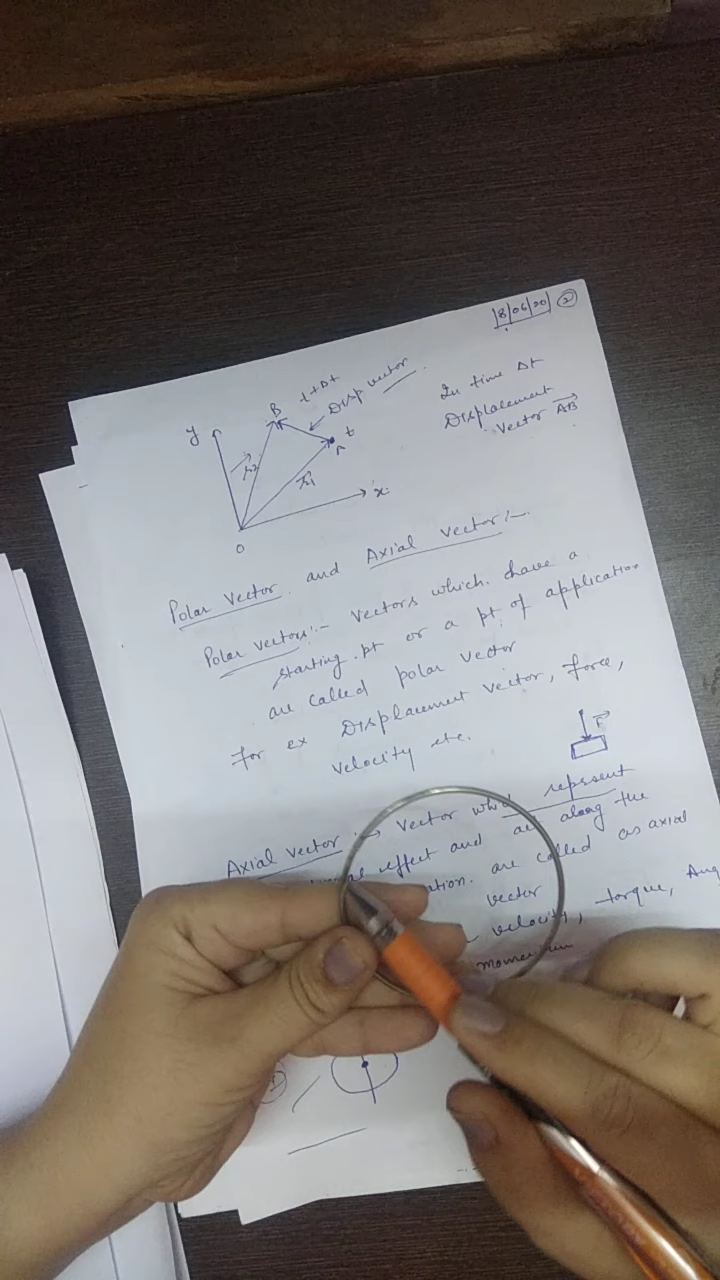 18/06/20 2
y
B
t+Δt
Disp vector
t
A
r2
r1
x
O
In time Δt
Displacement
vector AB
Polar Vector and Axial Vector:-
Polar vectors:- Vectors which have a
starting pt or a pt of application
are called polar vector
For ex Displacement vector, force,
velocity etc.
F
Axial vector :→ Vector which represent
effect and are along the
are called as axial
vector
velocity, torque, Ang
momentum